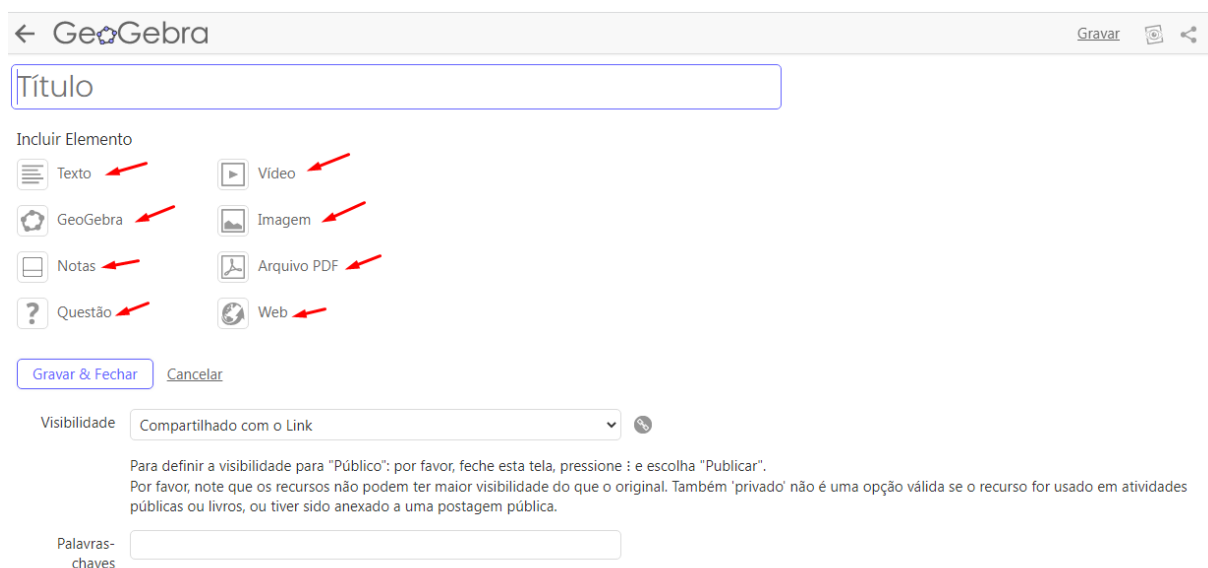 GeoGebra
Gravar
Título
Incluir Elemento
Texto
Vídeo
GeoGebra
Imagem
Notas
Arquivo PDF
Questão
Web
Gravar & Fechar
Cancelar
Visibilidade
Compartilhado com o Link
Para definir a visibilidade para "Público": por favor, feche esta tela, pressione ⋮ e escolha "Publicar".
Por favor, note que os recursos não podem ter maior visibilidade do que o original. Também 'privado' não é uma opção válida se o recurso for usado em atividades
públicas ou livros, ou tiver sido anexado a uma postagem pública.
Palavras-
chaves